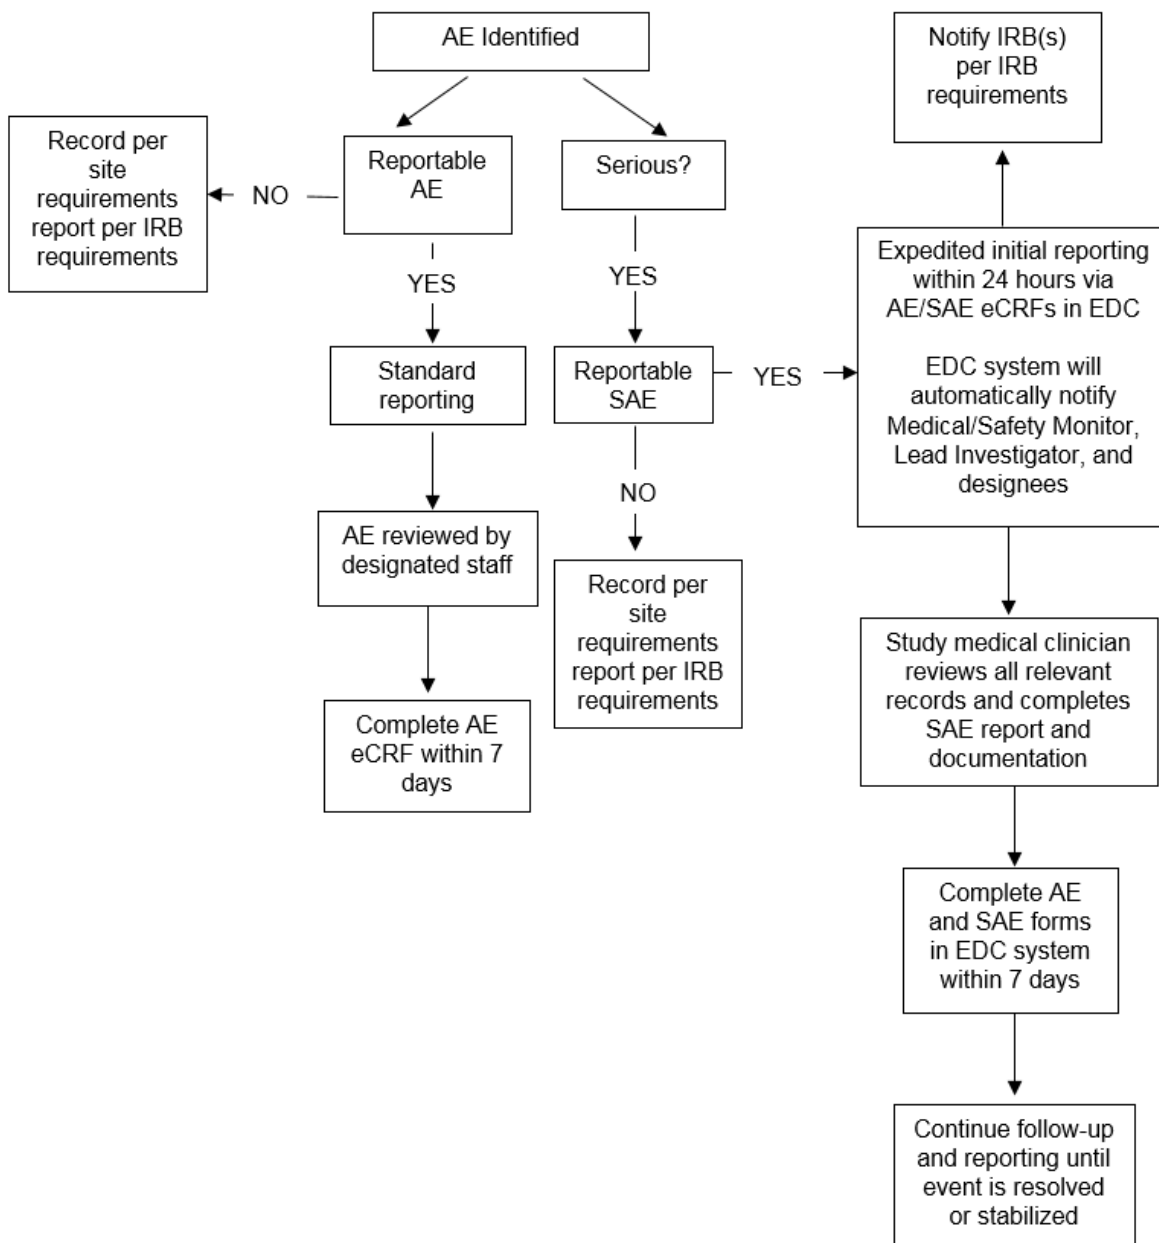 AE Identified
Notify IRB(s)
per IRB
requirements
Record per
site
requirements
report per IRB
requirements
NO
Reportable
AE
Serious?
YES
YES
Expedited initial reporting
within 24 hours via
AE/SAE eCRFs in EDC
EDC system will
automatically notify
Medical/Safety Monitor,
Lead Investigator, and
designees
Standard
reporting
Reportable
SAE
YES
NO
AE reviewed by
designated staff
Record per
site
requirements
report per IRB
requirements
Study medical clinician
reviews all relevant
records and completes
SAE report and
documentation
Complete AE
eCRF within 7
days
Complete AE
and SAE forms
in EDC system
within 7 days
Continue follow-up
and reporting until
event is resolved
or stabilized